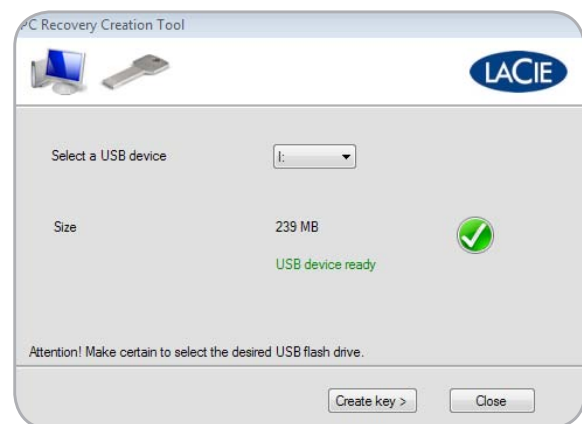 PC Recovery Creation Tool
LACIE
Select a USB device
I:
Size
239 MB
USB device ready
Attention! Make certain to select the desired USB flash drive.
Create key >
Close